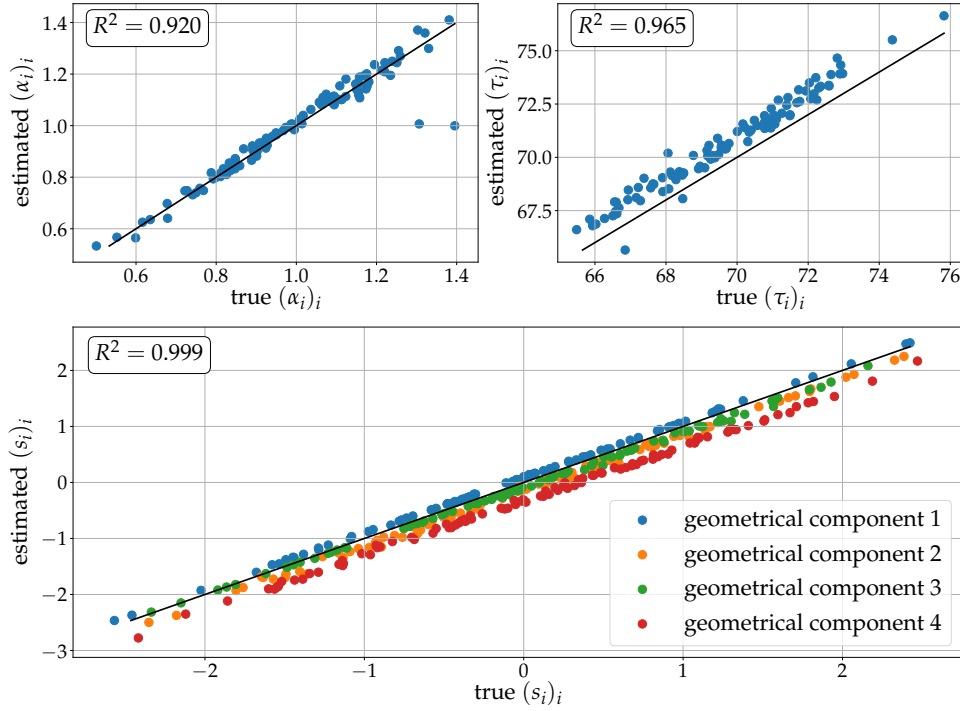 R² = 0.920
1.4
1.2
1.0
0.8
0.6
estimated (αᵢ)ᵢ
0.6 0.8 1.0 1.2 1.4
true (αᵢ)ᵢ
R² = 0.965
75.0
72.5
70.0
67.5
estimated (τᵢ)ᵢ
66 68 70 72 74 76
true (τᵢ)ᵢ
R² = 0.999
2
1
0
−1
−2
−3
estimated (sᵢ)ᵢ
geometrical component 1
geometrical component 2
geometrical component 3
geometrical component 4
−2 −1 0 1 2
true (sᵢ)ᵢ